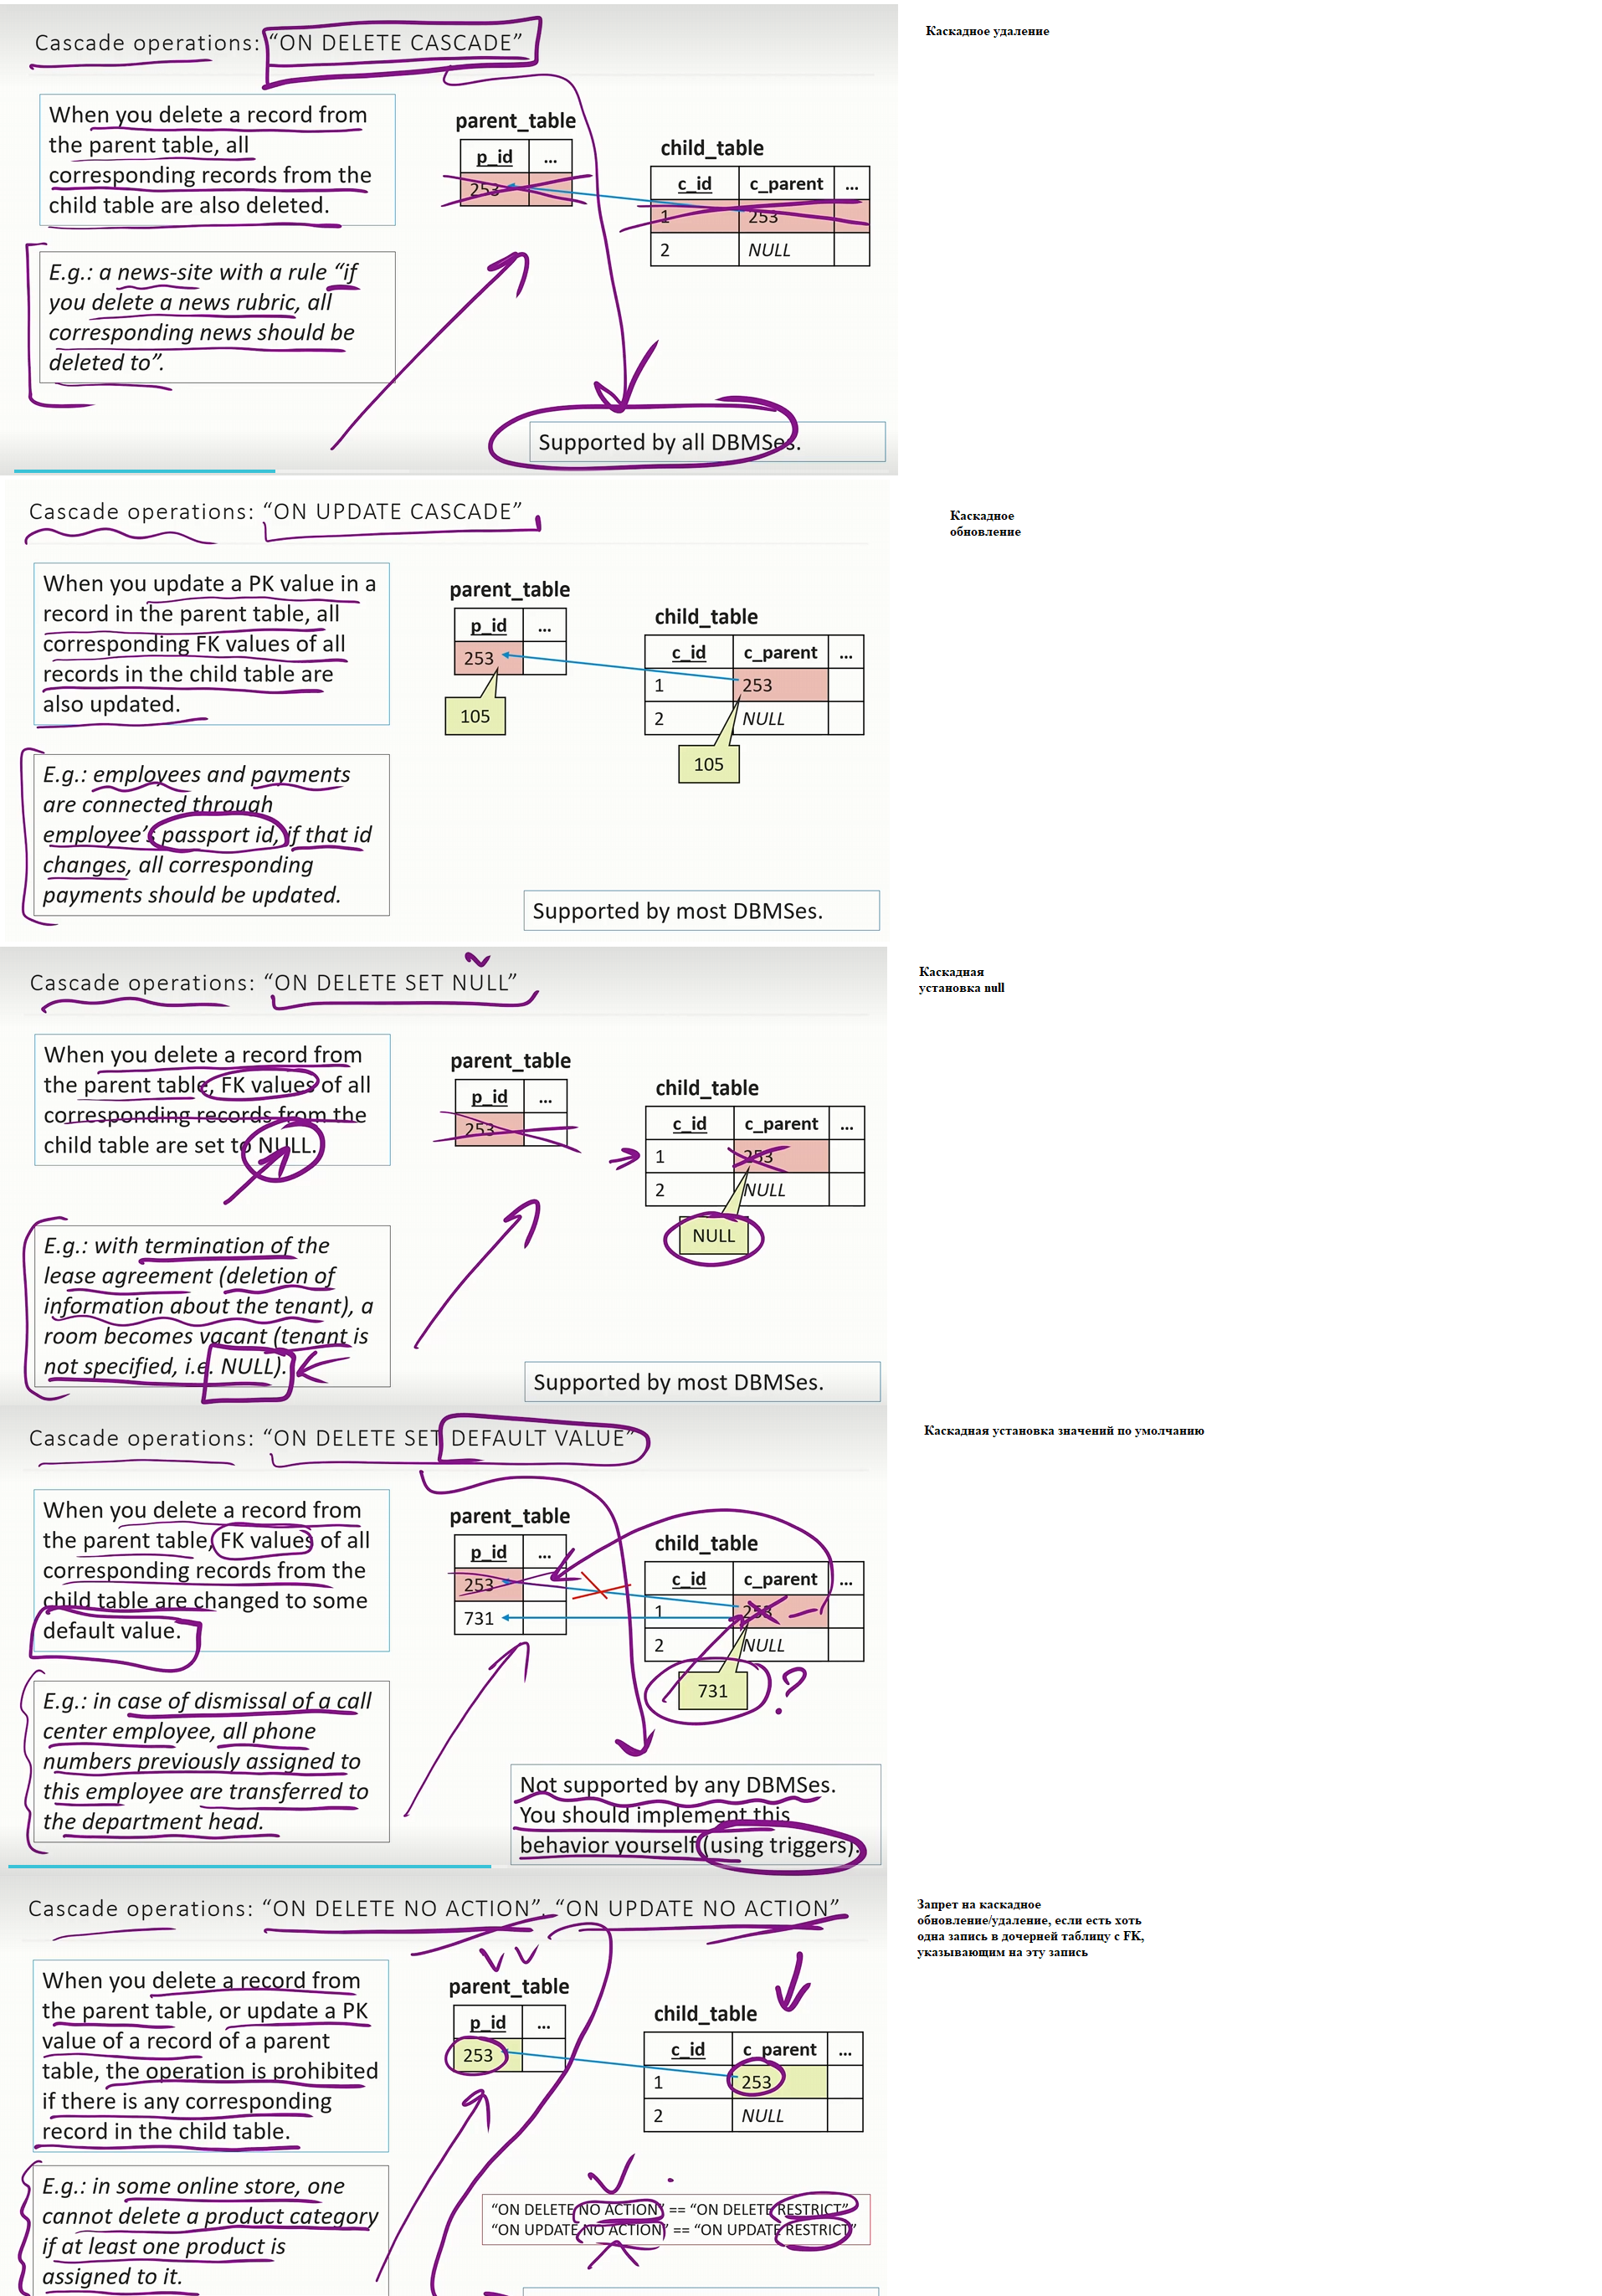 Cascade operations: “ON DELETE CASCADE”
Каскадное удаление
When you delete a record from
the parent table, all
corresponding records from the
child table are also deleted.
E.g.: a news-site with a rule “if
you delete a news rubric, all
corresponding news should be
deleted to”.
parent_table
p_id ...
253
child_table
c_id c_parent ...
1 253
2 NULL
Supported by all DBMSes.
Cascade operations: “ON UPDATE CASCADE”
Каскадное
обновление
When you update a PK value in a
record in the parent table, all
corresponding FK values of all
records in the child table are
also updated.
E.g.: employees and payments
are connected through
employee’s passport id, if that id
changes, all corresponding
payments should be updated.
parent_table
p_id ...
253
105
child_table
c_id c_parent ...
1 253
2 NULL
105
Supported by most DBMSes.
Cascade operations: “ON DELETE SET NULL”
Каскадная
установка null
When you delete a record from
the parent table, FK values of all
corresponding records from the
child table are set to NULL.
E.g.: with termination of the
lease agreement (deletion of
information about the tenant), a
room becomes vacant (tenant is
not specified, i.e. NULL).
parent_table
p_id ...
253
child_table
c_id c_parent ...
1 253
2 NULL
NULL
Supported by most DBMSes.
Cascade operations: “ON DELETE SET DEFAULT VALUE”
Каскадная установка значений по умолчанию
When you delete a record from
the parent table, FK values of all
corresponding records from the
child table are changed to some
default value.
E.g.: in case of dismissal of a call
center employee, all phone
numbers previously assigned to
this employee are transferred to
the department head.
parent_table
p_id ...
253
731
child_table
c_id c_parent ...
1 253
2 NULL
731 ?
Not supported by any DBMSes.
You should implement this
behavior yourself (using triggers).
Cascade operations: “ON DELETE NO ACTION”, “ON UPDATE NO ACTION”
Запрет на каскадное
обновление/удаление, если есть хоть
одна запись в дочерней таблицу с FK,
указывающим на эту запись
When you delete a record from
the parent table, or update a PK
value of a record of a parent
table, the operation is prohibited
if there is any corresponding
record in the child table.
E.g.: in some online store, one
cannot delete a product category
if at least one product is
assigned to it.
parent_table
p_id ...
253
child_table
c_id c_parent ...
1 253
2 NULL
“ON DELETE NO ACTION” == “ON DELETE RESTRICT”
“ON UPDATE NO ACTION” == “ON UPDATE RESTRICT”